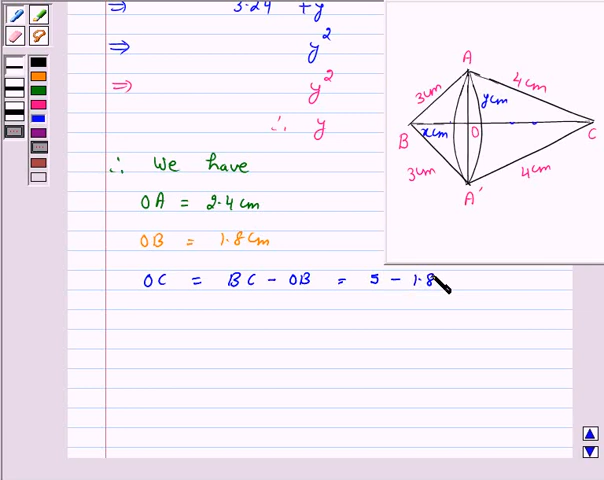 ⇒ 3.24 + y
⇒ y²
⇒ y²
∴ y
∴ We have
OA = 2.4 cm
OB = 1.8 cm
OC = BC - OB = 5 - 1.8
A
3cm 4cm
ycm
B xcm O C
3cm 4cm
A'